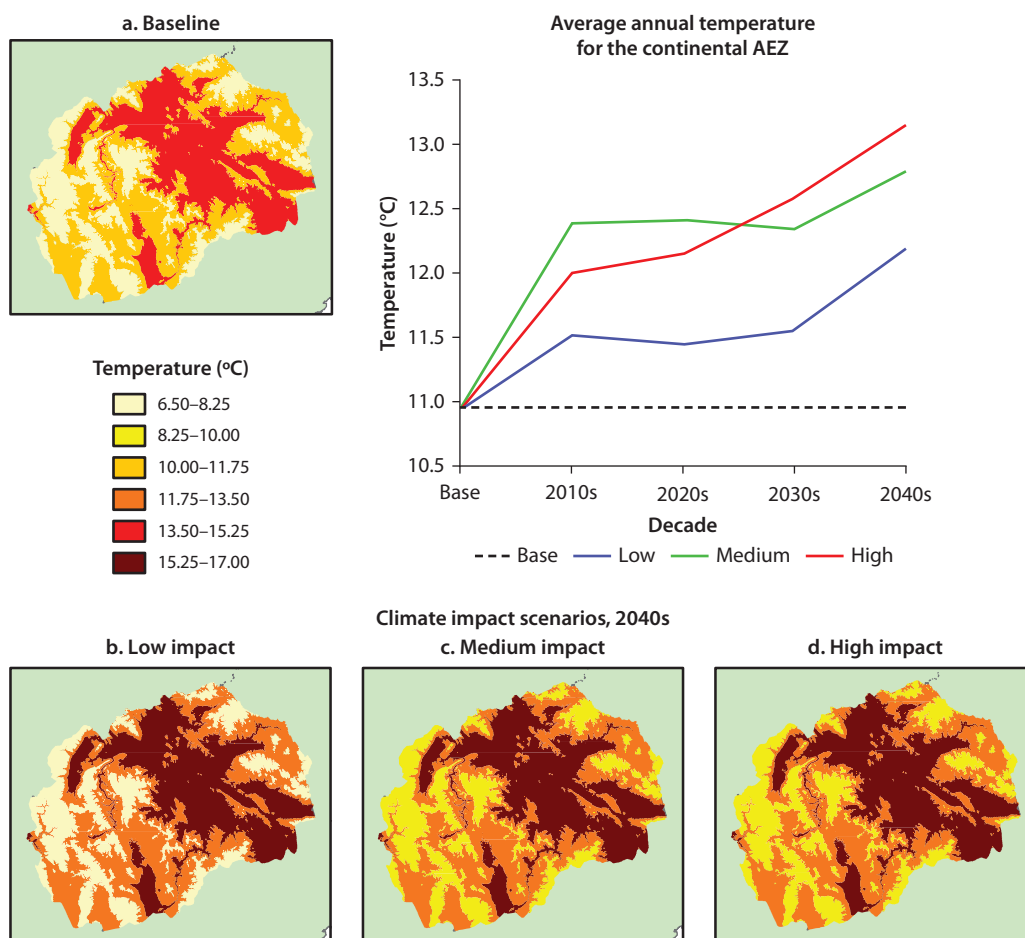 a. Baseline
Average annual temperature
for the continental AEZ
Temperature (ºC)
6.50–8.25
8.25–10.00
10.00–11.75
11.75–13.50
13.50–15.25
15.25–17.00
Temperature (°C)
13.5
13.0
12.5
12.0
11.5
11.0
10.5
Base 2010s 2020s 2030s 2040s
Decade
Base Low Medium High
Climate impact scenarios, 2040s
b. Low impact
c. Medium impact
d. High impact